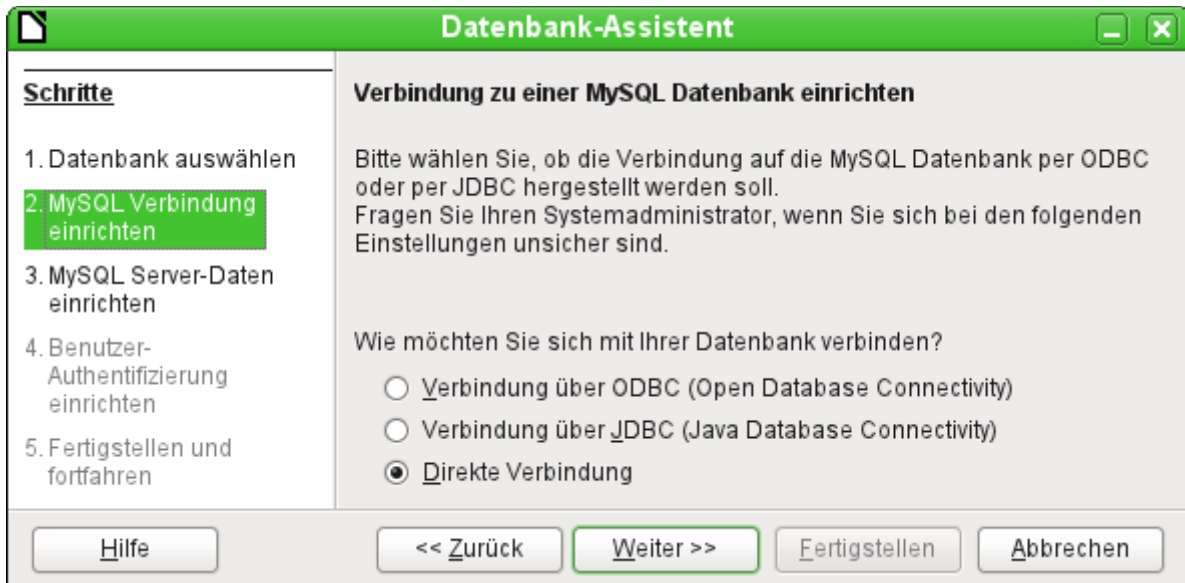 Datenbank-Assistent
Schritte
1. Datenbank auswählen
2. MySQL Verbindung
einrichten
3. MySQL Server-Daten
einrichten
4. Benutzer-
Authentifizierung
einrichten
5. Fertigstellen und
fortfahren
Verbindung zu einer MySQL Datenbank einrichten
Bitte wählen Sie, ob die Verbindung auf die MySQL Datenbank per ODBC
oder per JDBC hergestellt werden soll.
Fragen Sie Ihren Systemadministrator, wenn Sie sich bei den folgenden
Einstellungen unsicher sind.
Wie möchten Sie sich mit Ihrer Datenbank verbinden?
Verbindung über ODBC (Open Database Connectivity)
Verbindung über JDBC (Java Database Connectivity)
Direkte Verbindung
Hilfe
<< Zurück
Weiter >>
Fertigstellen
Abbrechen